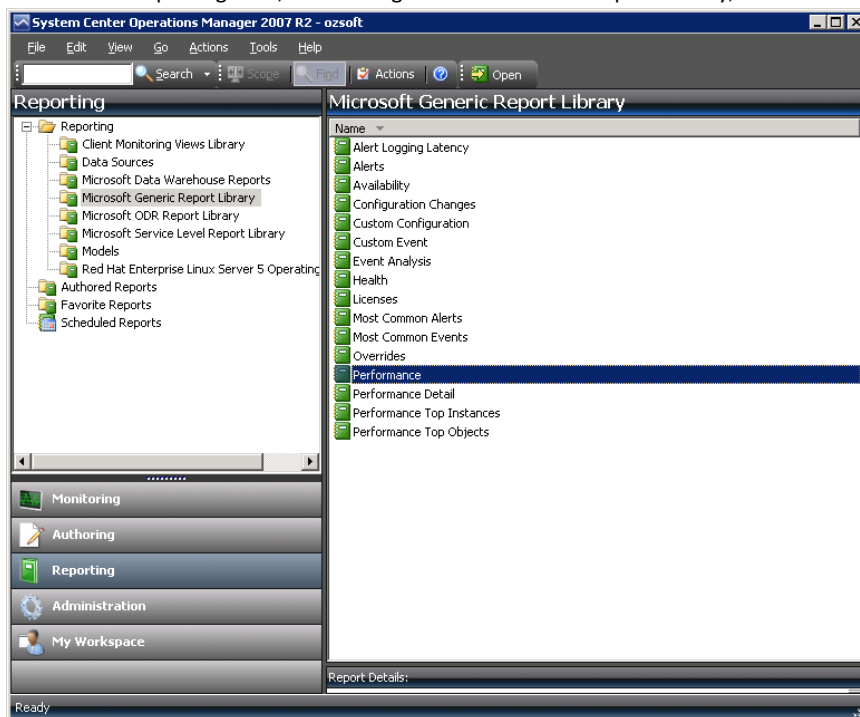 System Center Operations Manager 2007 R2 - ozsoft
File Edit View Go Actions Tools Help
Search Scope Find Actions Open
Reporting
Reporting
Client Monitoring Views Library
Data Sources
Microsoft Data Warehouse Reports
Microsoft Generic Report Library
Microsoft ODR Report Library
Microsoft Service Level Report Library
Models
Red Hat Enterprise Linux Server 5 Operating
Authored Reports
Favorite Reports
Scheduled Reports
Monitoring
Authoring
Reporting
Administration
My Workspace
Microsoft Generic Report Library
Name
Alert Logging Latency
Alerts
Availability
Configuration Changes
Custom Configuration
Custom Event
Event Analysis
Health
Licenses
Most Common Alerts
Most Common Events
Overrides
Performance
Performance Detail
Performance Top Instances
Performance Top Objects
Report Details:
Ready